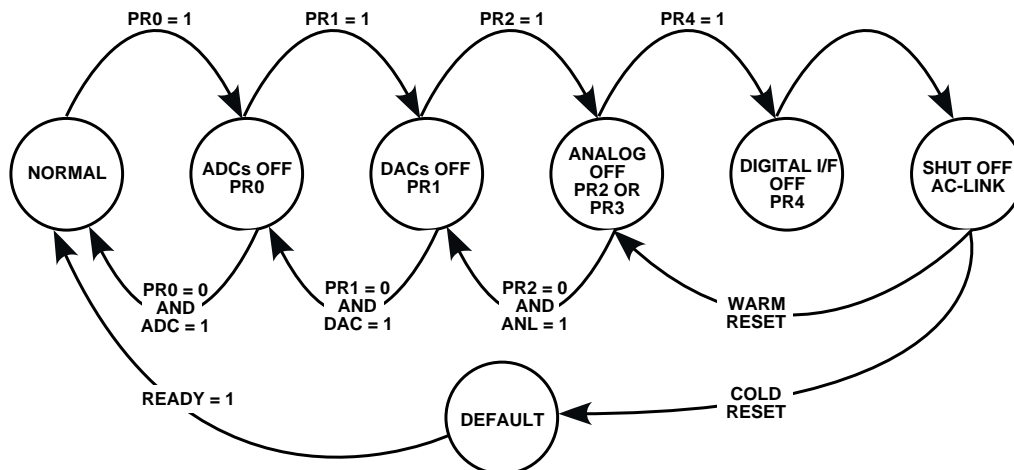 PR0 = 1
PR1 = 1
PR2 = 1
PR4 = 1
NORMAL
ADCs OFF
PR0
DACs OFF
PR1
ANALOG
OFF
PR2 OR
PR3
DIGITAL I/F
OFF
PR4
SHUT OFF
AC-LINK
PR0 = 0
AND
ADC = 1
PR1 = 0
AND
DAC = 1
PR2 = 0
AND
ANL = 1
WARM
RESET
READY = 1
DEFAULT
COLD
RESET